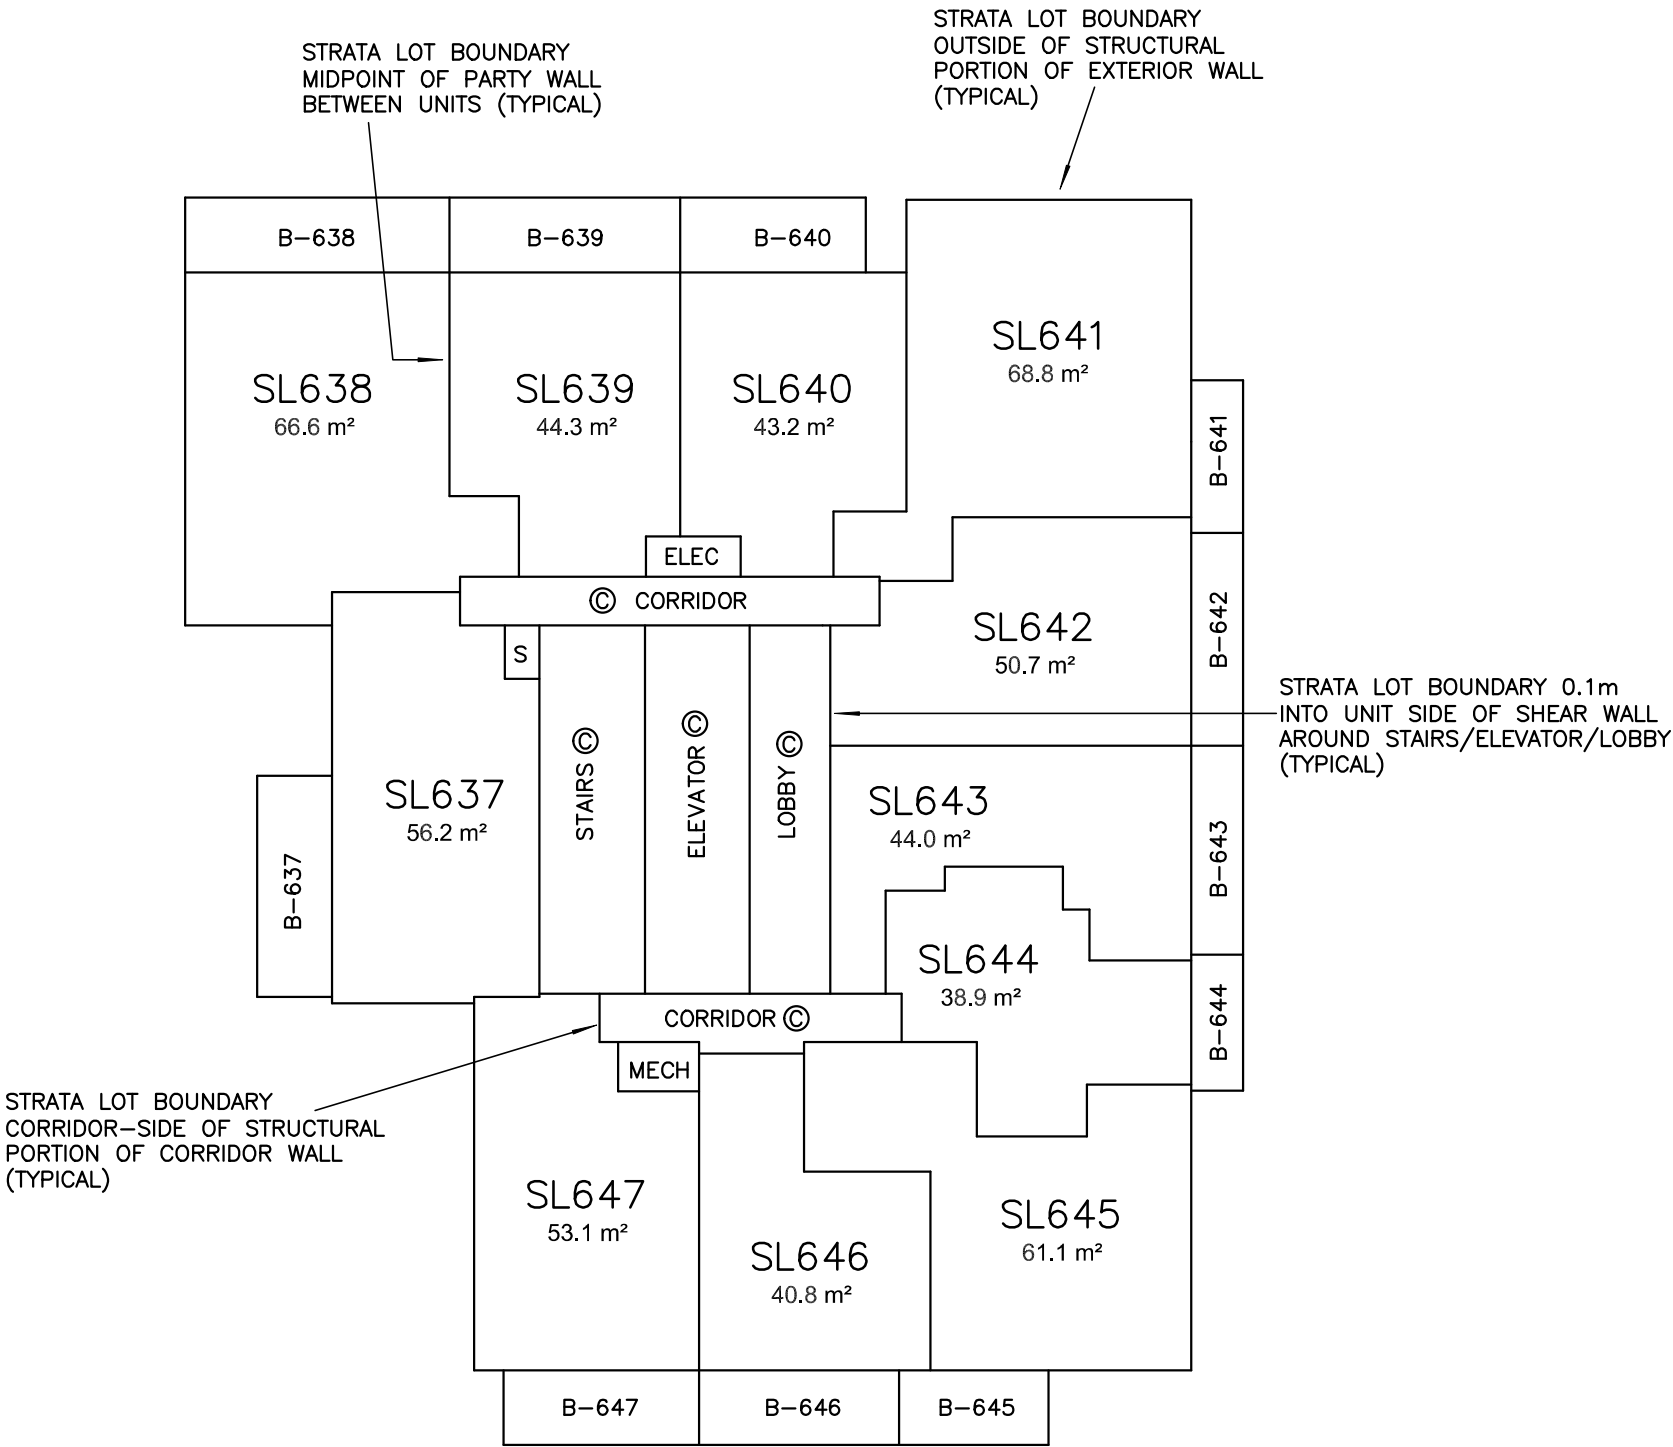 STRATA LOT BOUNDARY
OUTSIDE OF STRUCTURAL
PORTION OF EXTERIOR WALL
(TYPICAL)
STRATA LOT BOUNDARY
MIDPOINT OF PARTY WALL
BETWEEN UNITS (TYPICAL)
B-638
B-639
B-640
SL641
68.8 m²
SL638
66.6 m²
SL639
44.3 m²
SL640
43.2 m²
B-641
ELEC
© CORRIDOR
SL642
50.7 m²
B-642
S
STRATA LOT BOUNDARY 0.1m
INTO UNIT SIDE OF SHEAR WALL
AROUND STAIRS/ELEVATOR/LOBBY
(TYPICAL)
SL637
56.2 m²
STAIRS ©
ELEVATOR ©
LOBBY ©
SL643
44.0 m²
B-643
B-637
SL644
38.9 m²
B-644
CORRIDOR ©
MECH
STRATA LOT BOUNDARY
CORRIDOR-SIDE OF STRUCTURAL
PORTION OF CORRIDOR WALL
(TYPICAL)
SL647
53.1 m²
SL646
40.8 m²
SL645
61.1 m²
B-647
B-646
B-645